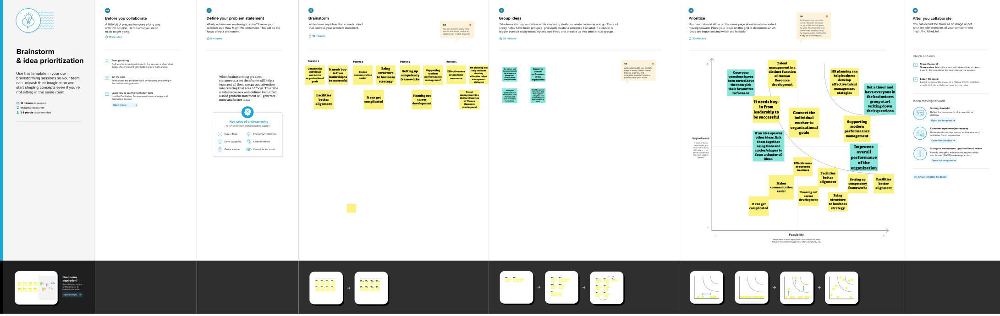 Brainstorm
& idea prioritization
Use this template in your own
brainstorming sessions so your team
can unleash their imagination and
start shaping concepts even if you're
not sitting in the same room.
10 minutes to prepare
1 hour to collaborate
2-8 people recommended
Need some
inspiration?
See a finished version
of this template to
kickstart your work.
Open example
Before you collaborate
A little bit of preparation goes a long way
with this session. Here's what you need
to do to get going.
10 minutes
A
Team gathering
Define who should participate in the session and send an
invite. Share relevant information or pre-work ahead.
B
Set the goal
Think about the problem you'll be focusing on solving in
the brainstorming session.
C
Learn how to use the facilitation tools
Use the Facilitation Superpowers to run a happy and
productive session.
Open article
1
Define your problem statement
What problem are you trying to solve? Frame your
problem as a How Might We statement. This will be the
focus of your brainstorm.
5 minutes
When brainstorming problem
statements, a set timeframe will help a
team put all their energy and attention
into creating that area of focus. This time
is vital because a well-defined focus from
a solid problem statement will generate
more and better ideas
Key rules of brainstorming
To run an smooth and productive session
Stay in topic.
Encourage wild ideas.
Defer judgment.
Listen to others.
Go for volume.
If possible, be visual.
2
Brainstorm
Write down any ideas that come to mind
that address your problem statement.
10 minutes
TIP
You can select a sticky note
and hit the pencil [switch to
sketch] icon to start drawing!
Person 1
Person 2
Person 3
Person 4
Connect the
individual
worker to
organizational
goals
It needs buy-
in from
leadership to
be successful
Makes
communication
easier
Bring
structure
to business
strategy
Setting up
competency
frameworks
Supporting
modern
performaance
management
Effectiveness
or outcome
measures
HR planning can
help business
develop
effective talent
management
stategies
Facilities
better
alignment
It can get
complicated
Planning out
career
development
Talent
management is a
distinct function
of Human
Resource
development
3
Group ideas
Take turns sharing your ideas while clustering similar or related notes as you go. Once all
sticky notes have been grouped, give each cluster a sentence-like label. If a cluster is
bigger than six sticky notes, try and see if you and break it up into smaller sub-groups.
20 minutes
TIP
Add customizable tags to sticky
notes to make it easier to find,
browse, organize, and
categorize important ideas as
themes within your mural.
Set a timer and
have everyone in
the brainstorm
group start
writing down
their questions
Improves
overall
performance
of the
organization
Once your
questions havce
been sorted,have
the team pick
their favourites
to focus on
If an idea spawns
other ideas, link
them together
using lines and
circles/shapes to
form a cluster of
ideas.
4
Prioritize
Your team should all be on the same page about what's important
moving forward. Place your ideas on this grid to determine which
ideas are important and which are feasible.
20 minutes
TIP
Participants can use their
cursors to point at where
sticky notes should go on
the grid. The facilitator can
confirm the spot by using
the laser pointer holding the
H key on the keyboard.
+
Once your
questions havce
been sorted,have
the team pick
their favourites
to focus on
Talent
management is a
distinct function
of Human
Resource
development
HR planning can
help business
develop
effective talent
management
stategies
Set a timer and
have everyone in
the brainstorm
group start
writing down
their questions
It needs buy-
in from
leadership to
be successful
Connect the
individual
worker to
organizational
goals
Supporting
modern
performaance
management
If an idea spawns
other ideas, link
them together
using lines and
circles/shapes to
form a cluster of
ideas.
Improves
overall
performance
of the
organization
Importance
If each of these
tasks could get
done without any
difficulty or cost,
which would have
the most positive
impact?
Effectiveness
or outcome
measures
Facilities
better
alignment
Makes
communication
easier
Setting up
competency
frameworks
Facilities
better
alignment
Planning out
career
development
Bring
structure
to business
strategy
It can get
complicated
-
-
Feasibility
+
Regardless of their importance, which tasks are more
feasible than others? (Cost, time, effort, complexity, etc.)
After you collaborate
You can export the mural as an image or pdf
to share with members of your company who
might find it helpful.
Quick add-ons
A
Share the mural
Share a view link to the mural with stakeholders to keep
them in the loop about the outcomes of the session.
B
Export the mural
Export a copy of the mural as a PNG or PDF to attach to
emails, include in slides, or save in your drive.
Keep moving forward
Strategy blueprint
Define the components of a new idea or
strategy.
Open the template
Customer experience journey map
Understand customer needs, motivations, and
obstacles for an experience.
Open the template
Strengths, weaknesses, opportunities & threats
Identify strengths, weaknesses, opportunities,
and threats (SWOT) to develop a plan.
Open the template
Share template feedback